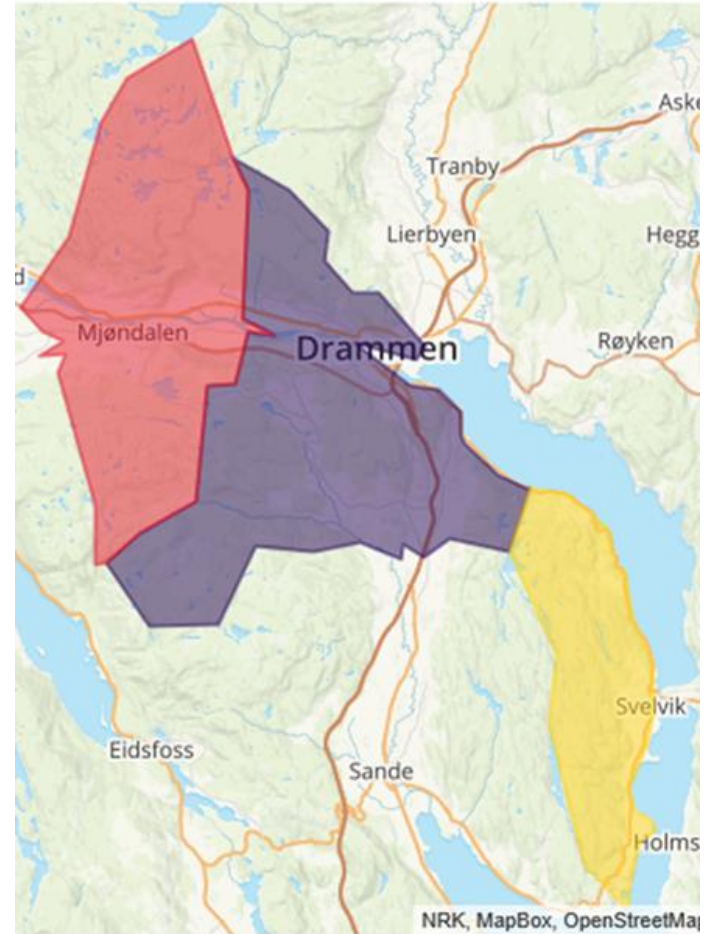 Aske
Tranby
Lierbyen
Hegg
d
Mjøndalen
Drammen
Røyken
Svelvik
Eidsfoss
Sande
Holms
NRK, MapBox, OpenStreetMap